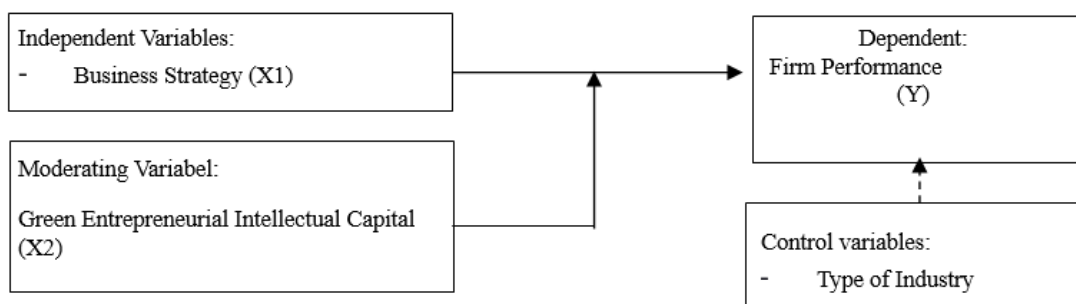 Independent Variables:
- Business Strategy (X1)
Dependent:
Firm Performance
(Y)
Moderating Variabel:
Green Entrepreneurial Intellectual Capital
(X2)
Control variables:
- Type of Industry